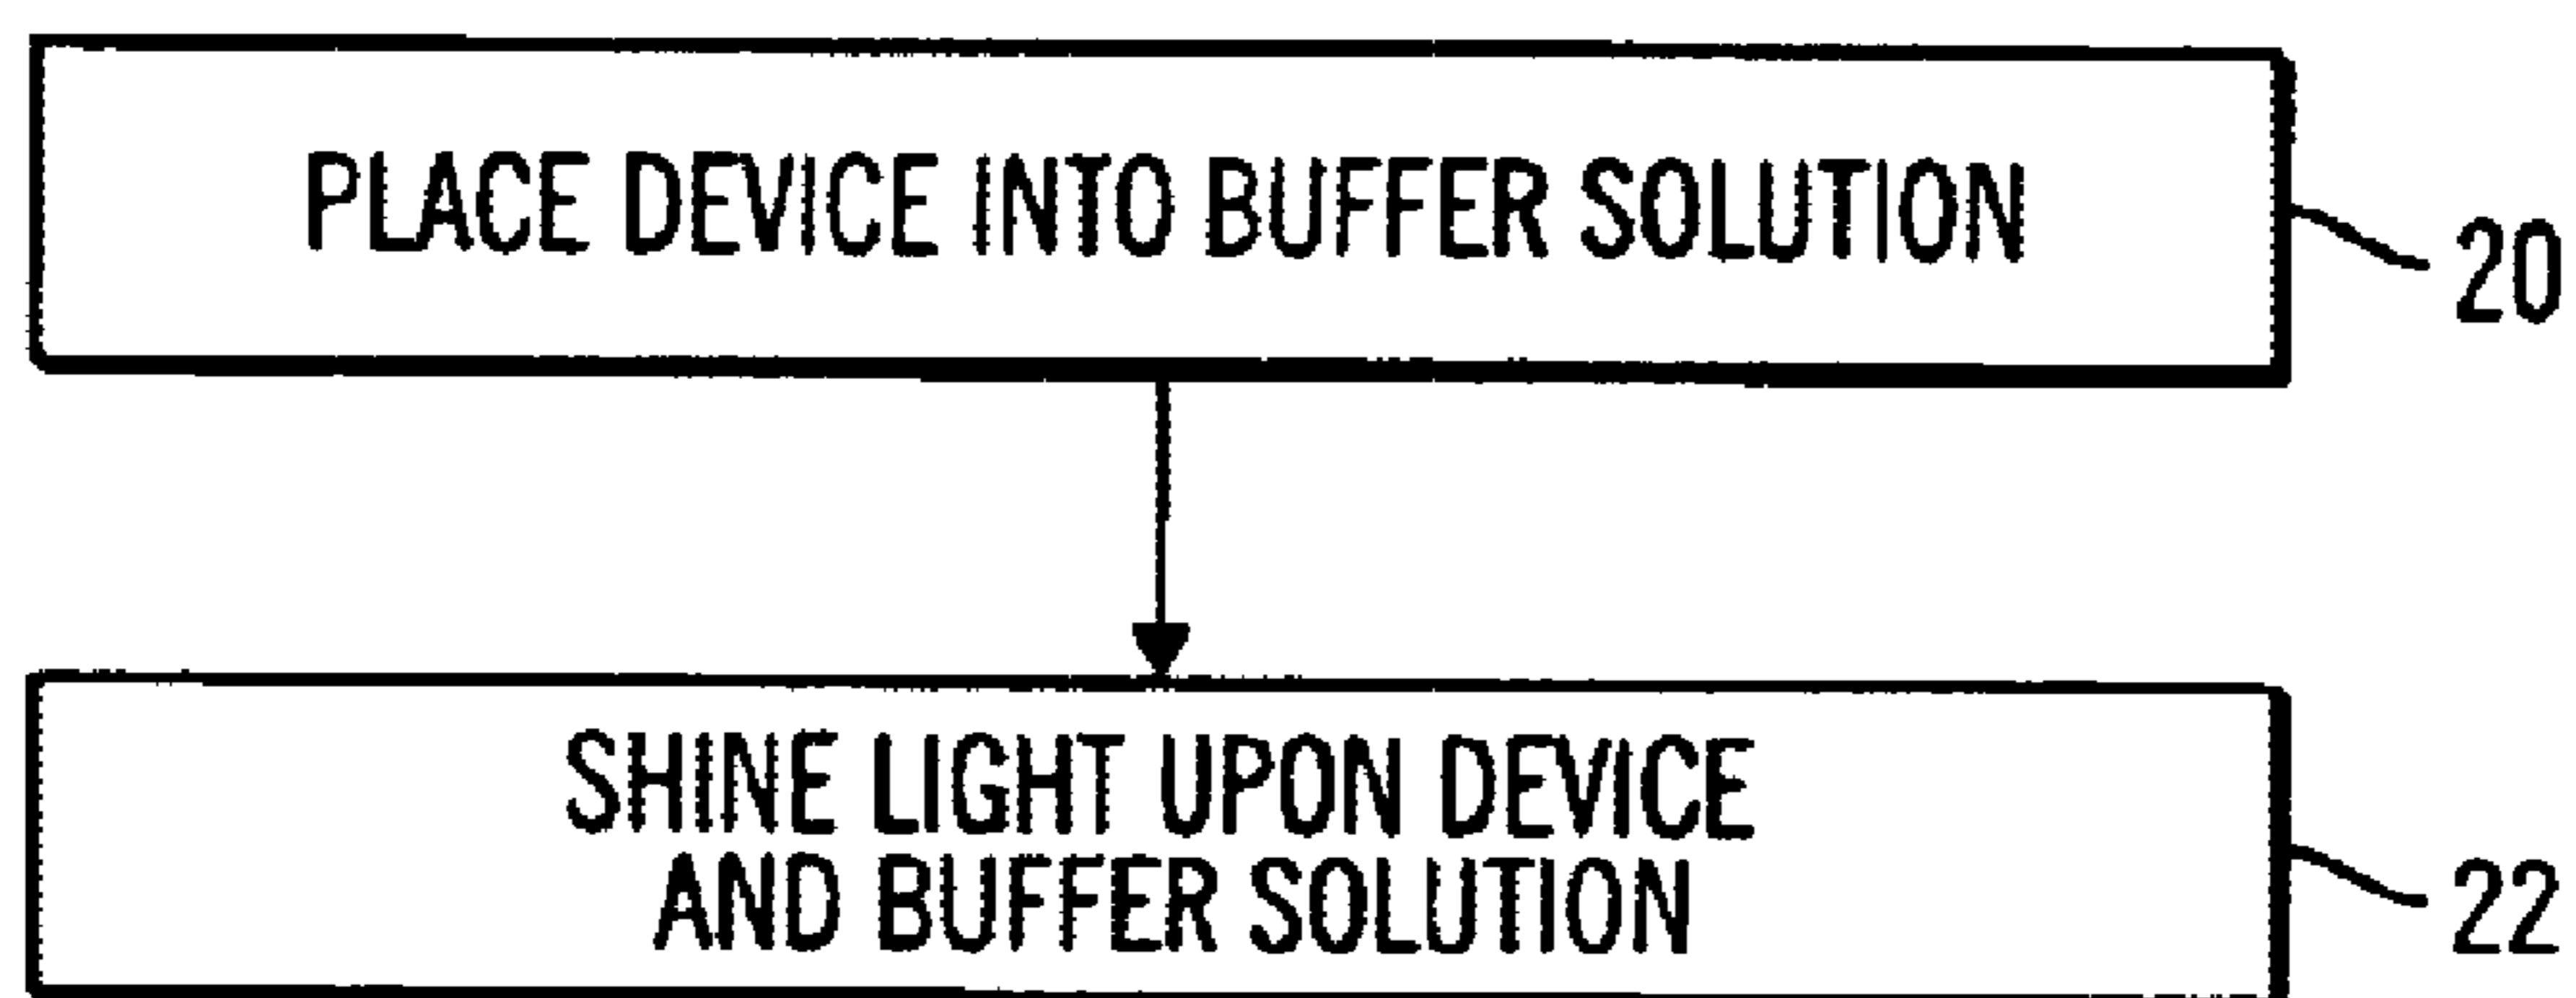 PLACE DEVICE INTO BUFFER SOLUTION
20
SHINE LIGHT UPON DEVICE
AND BUFFER SOLUTION
22